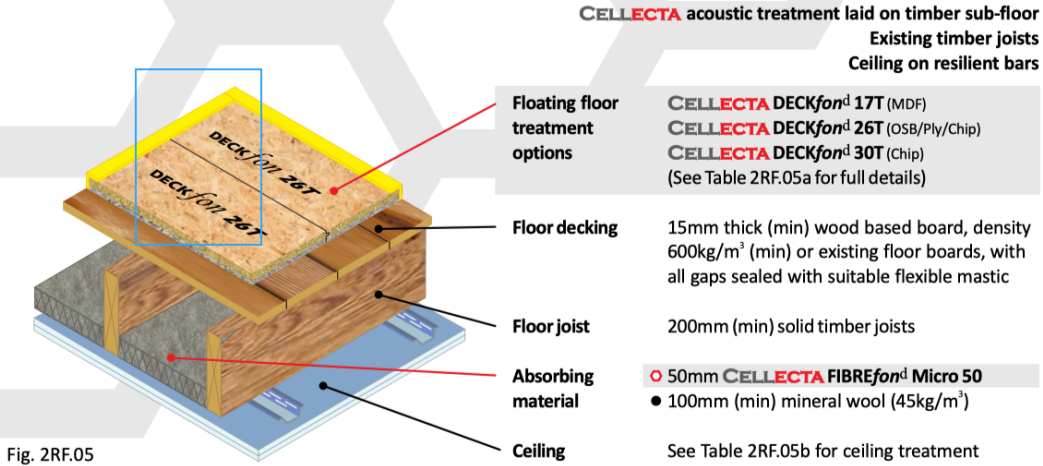 CELLECTA acoustic treatment laid on timber sub-floor
Existing timber joists
Ceiling on resilient bars
DECKfon 26T
DECKfon 26T
Floating floor
treatment
options
CELLECTA DECKfonᵈ 17T (MDF)
CELLECTA DECKfonᵈ 26T (OSB/Ply/Chip)
CELLECTA DECKfonᵈ 30T (Chip)
(See Table 2RF.05a for full details)
Floor decking
15mm thick (min) wood based board, density
600kg/m³ (min) or existing floor boards, with
all gaps sealed with suitable flexible mastic
Floor joist
200mm (min) solid timber joists
Absorbing
material
50mm CELLECTA FIBREfonᵈ Micro 50
100mm (min) mineral wool (45kg/m³)
Ceiling
See Table 2RF.05b for ceiling treatment
Fig. 2RF.05